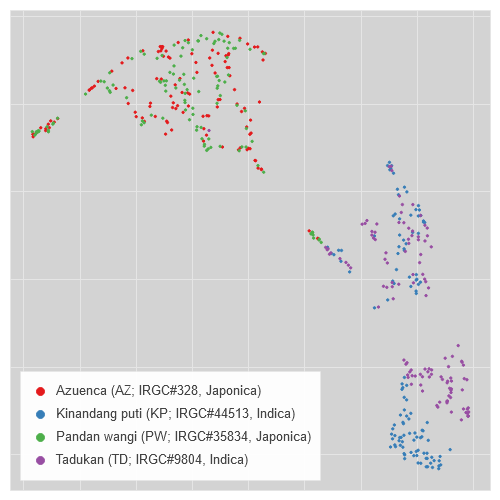 Azuenca (AZ; IRGC#328, Japonica)
Kinandang puti (KP; IRGC#44513, Indica)
Pandan wangi (PW; IRGC#35834, Japonica)
Tadukan (TD; IRGC#9804, Indica)